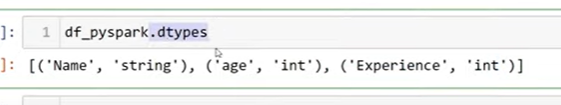 ]: 1 df_pyspark.dtypes
]: [('Name', 'string'), ('age', 'int'), ('Experience', 'int')]